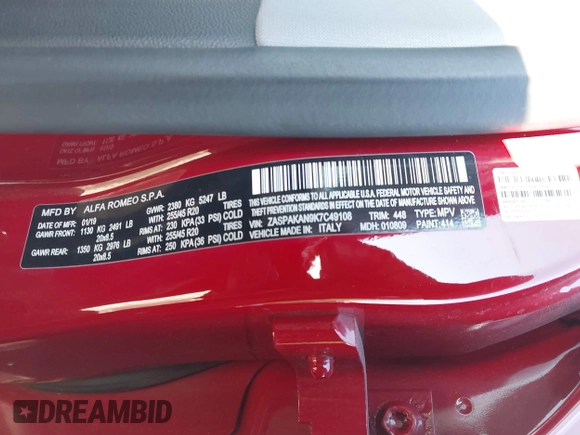 MFD BY: ALFA ROMEO S.P.A.
DATE OF MFR: 01/19 GVWR: 2380 KG 5247 LB
GAWR FRONT: 1130 KG 2491 LB TIRES WITH: 255/45 R20
20x8.5 RIMS AT: 230 KPA(33 PSI) COLD
GAWR REAR: 1350 KG 2976 LB TIRES WITH: 255/45 R20
20x8.5 RIMS AT: 250 KPA(36 PSI) COLD
THIS VEHICLE CONFORMS TO ALL APPLICABLE U.S.A. FEDERAL MOTOR VEHICLE
SAFETY, BUMPER AND THEFT PREVENTION STANDARDS IN EFFECT ON THE DATE OF MANUFACTURE
VIN: ZASPAKAN9K7C49108 TRIM: 448 TYPE: MPV
VEHICLE MADE IN: ITALY MDH: 010809 PAINT: 414
DREAMBID